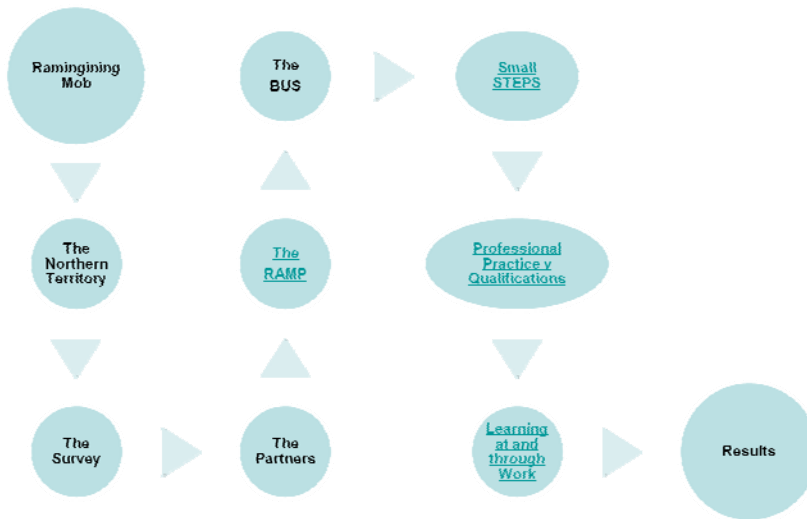 Ramingining
Mob
The
Northern
Territory
The
Survey
The
Partners
The
RAMP
The
BUS
Small
STEPS
Professional
Practice v
Qualifications
Learning
at and
through
Work
Results